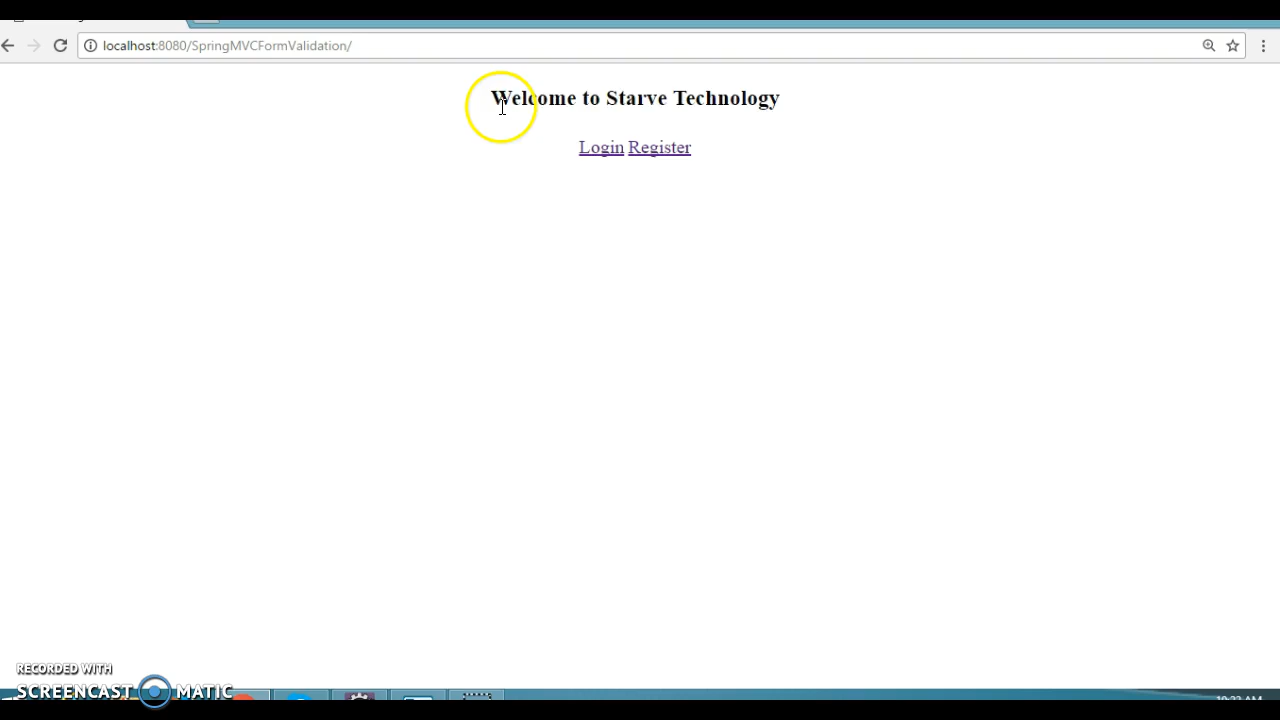 localhost:8080/SpringMVCFormValidation/
Welcome to Starve Technology
Login Register
RECORDED WITH
SCREENCAST MATIC